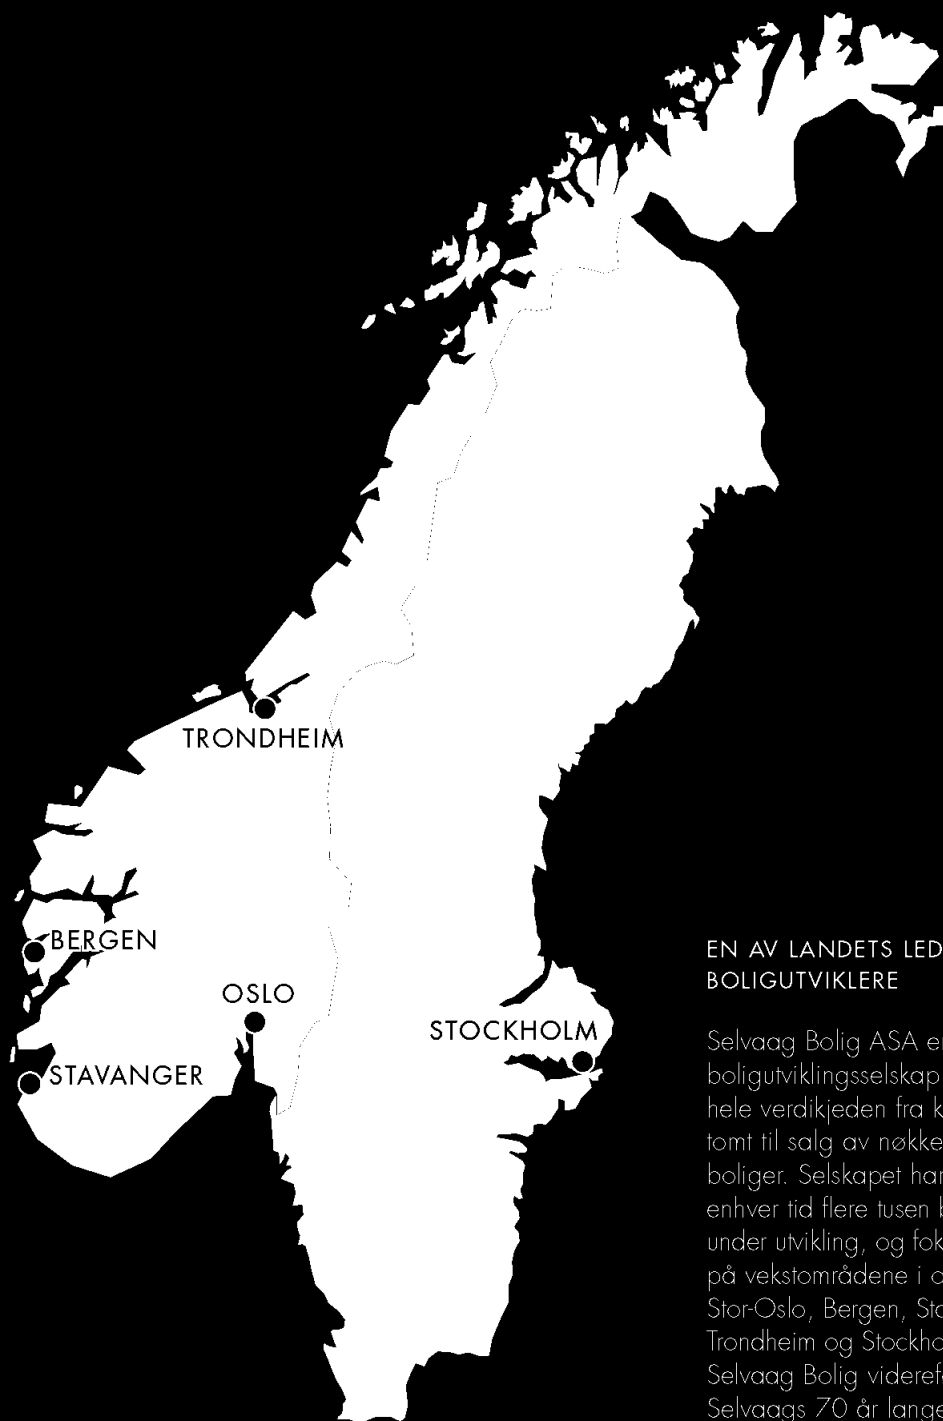 TRONDHEIM
BERGEN
OSLO
STOCKHOLM
STAVANGER
EN AV LANDETS LED
BOLIGUTVIKLERE
Selvaag Bolig ASA er
boligutviklingsselskap
hele verdikjeden fra k
tomt til salg av nøkke
boliger. Selskapet har
enhver tid flere tusen b
under utvikling, og fok
på vekstområdene i o
Stor-Oslo, Bergen, Sta
Trondheim og Stockho
Selvaag Bolig videref
Selvaags 70 år lange